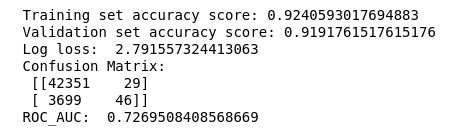 Training set accuracy score: 0.9240593017694883
Validation set accuracy score: 0.9191761517615176
Log loss:  2.791557324413063
Confusion Matrix:
[[42351    29]
[ 3699    46]]
ROC_AUC:  0.7269508408568669